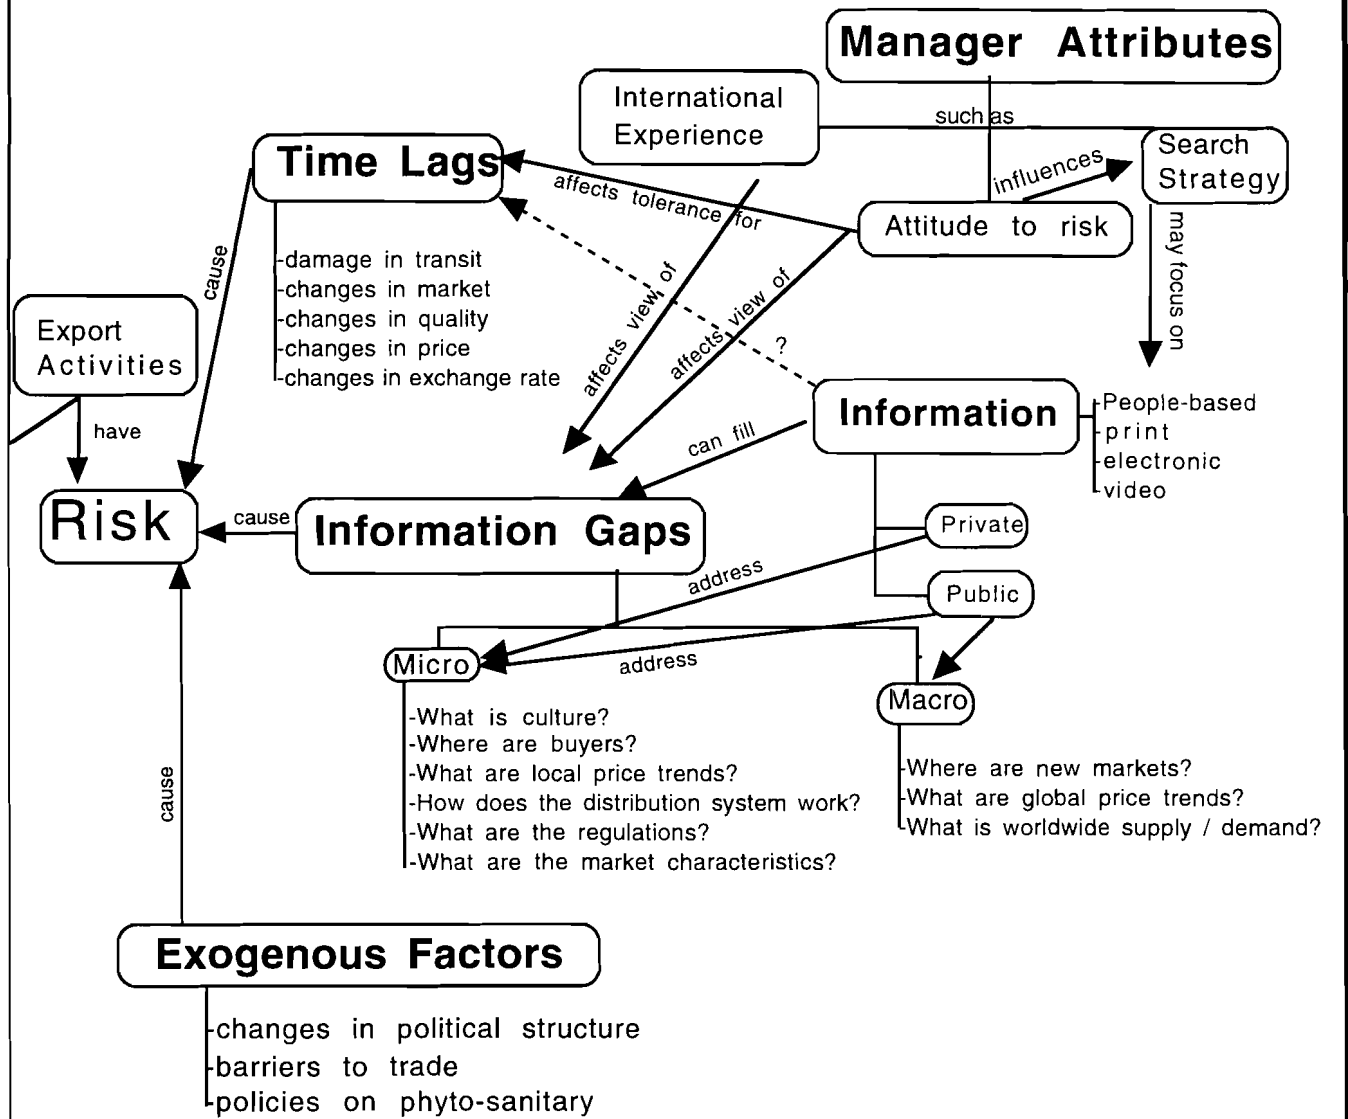 Manager Attributes
International
Experience
such as
Search
Strategy
Time Lags
affects tolerance for
influences
Attitude to risk
may focus on
cause
-damage in transit
-changes in market
-changes in quality
-changes in price
-changes in exchange rate
affects view of
affects view of
?
Export
Activities
have
Information
-People-based
-print
-electronic
-video
can fill
Risk
cause
Information Gaps
Private
address
Public
Micro
address
Macro
-What is culture?
-Where are buyers?
-What are local price trends?
-How does the distribution system work?
-What are the regulations?
-What are the market characteristics?
-Where are new markets?
-What are global price trends?
-What is worldwide supply / demand?
cause
Exogenous Factors
-changes in political structure
-barriers to trade
-policies on phyto-sanitary